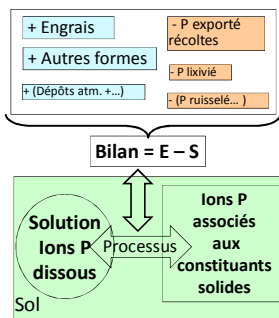 + Engrais
- P exporté
récoltes
+ Autres formes
- P lixivié
+ (Dépôts atm. +...)
- (P ruisselé... )
Bilan = E – S
Solution
Ions P
dissous
Processus
Ions P
associés
aux
constituants
solides
Sol